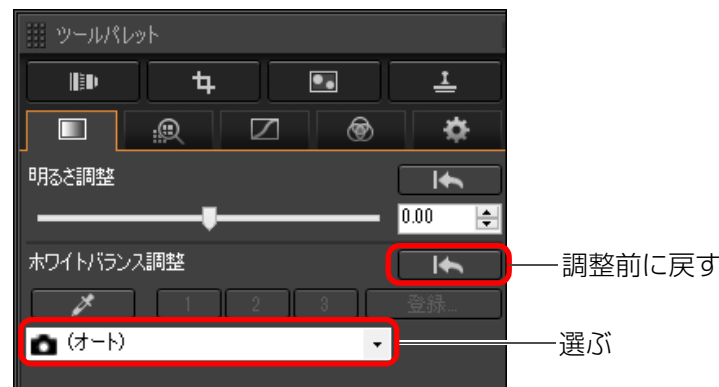 ツールパレット
明るさ調整
0.00
ホワイトバランス調整
調整前に戻す
1 2 3 登録...
(オート)
選ぶ